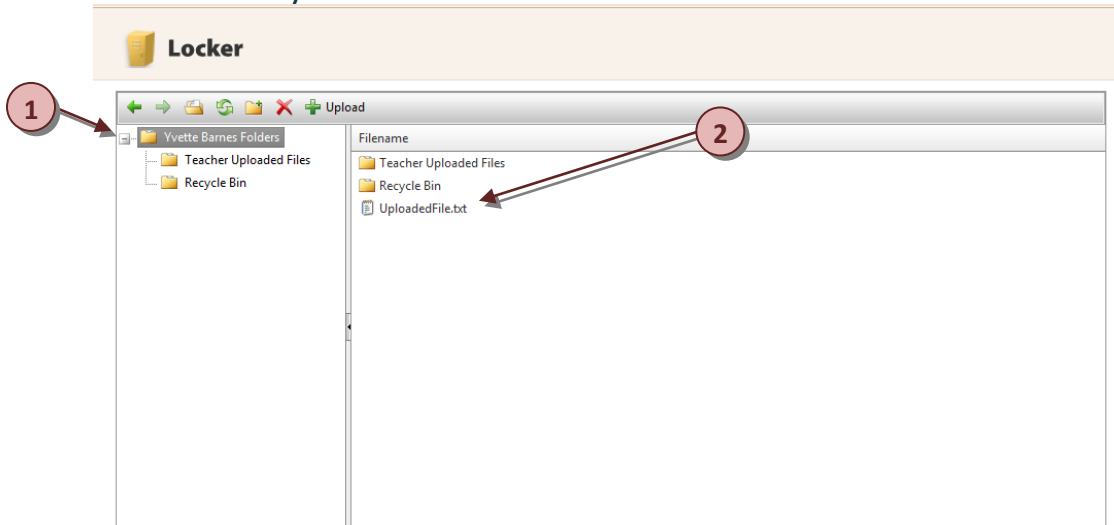 Locker
1
Upload
Yvette Barnes Folders
Teacher Uploaded Files
Recycle Bin
Filename
2
Teacher Uploaded Files
Recycle Bin
UploadedFile.txt